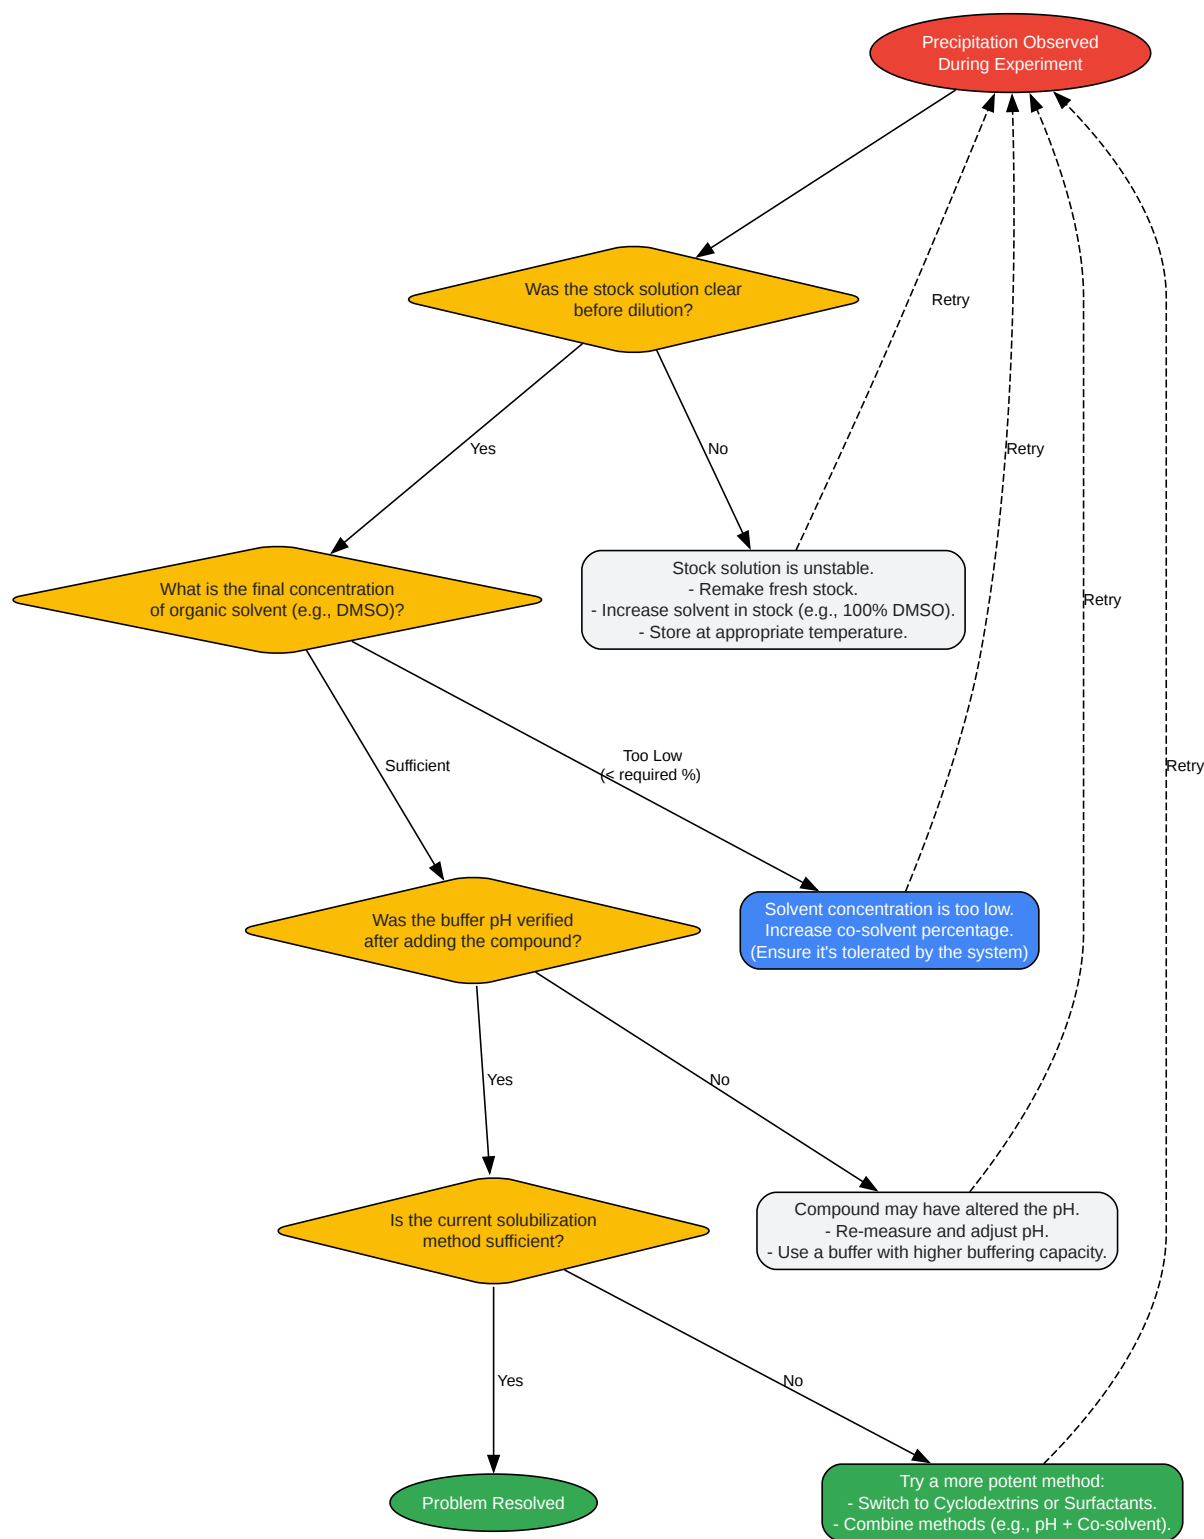 Precipitation Observed
During Experiment
Was the stock solution clear
before dilution?
Retry
Yes
No
Retry
What is the final concentration
of organic solvent (e.g., DMSO)?
Stock solution is unstable.
- Remake fresh stock.
- Increase solvent in stock (e.g., 100% DMSO).
- Store at appropriate temperature.
Retry
Sufficient
Too Low
(< required %)
Retry
Was the buffer pH verified
after adding the compound?
Solvent concentration is too low.
Increase co-solvent percentage.
(Ensure it's tolerated by the system)
Yes
No
Is the current solubilization
method sufficient?
Compound may have altered the pH.
- Re-measure and adjust pH.
- Use a buffer with higher buffering capacity.
Yes
No
Problem Resolved
Try a more potent method:
- Switch to Cyclodextrins or Surfactants.
- Combine methods (e.g., pH + Co-solvent).